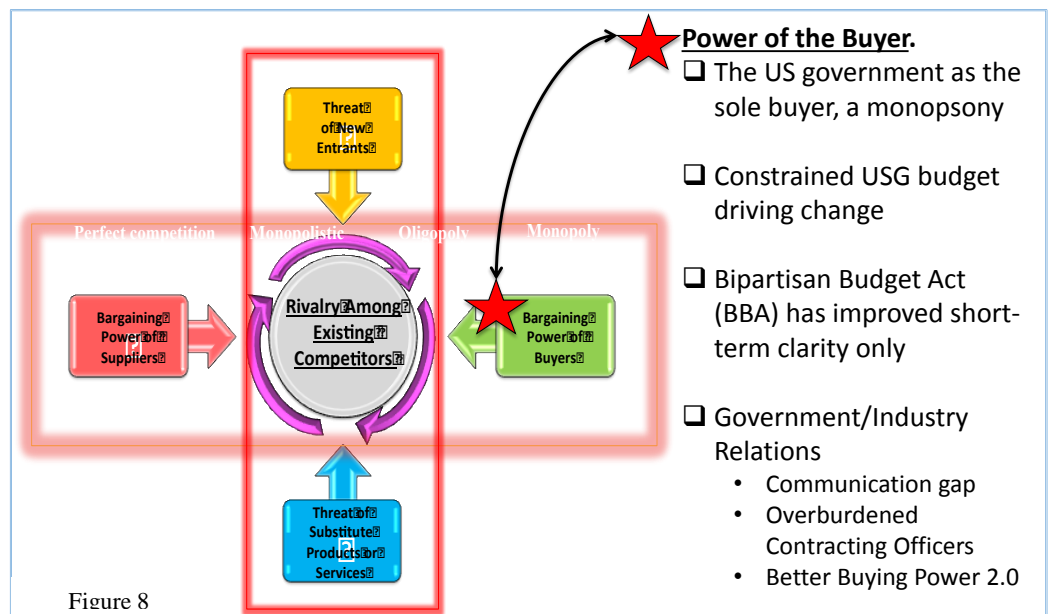 Power of the Buyer.
❑ The US government as the
sole buyer, a monopsony
❑ Constrained USG budget
driving change
❑ Bipartisan Budget Act
(BBA) has improved short-
term clarity only
❑ Government/Industry
Relations
• Communication gap
• Overburdened
Contracting Officers
• Better Buying Power 2.0
Threat⍰
of⍰New⍰
Entrants⍰
⍰
Perfect competition Monopolistic Oligopoly Monopoly
Bargaining⍰
Power⍰of⍰
Suppliers⍰
⍰
Rivalry⍰Among⍰
Existing⍰
Competitors⍰
Bargaining⍰
Power⍰of⍰
Buyers⍰
Threat⍰of⍰
Substitute⍰
Products⍰or⍰
Services⍰
⍰
Figure 8